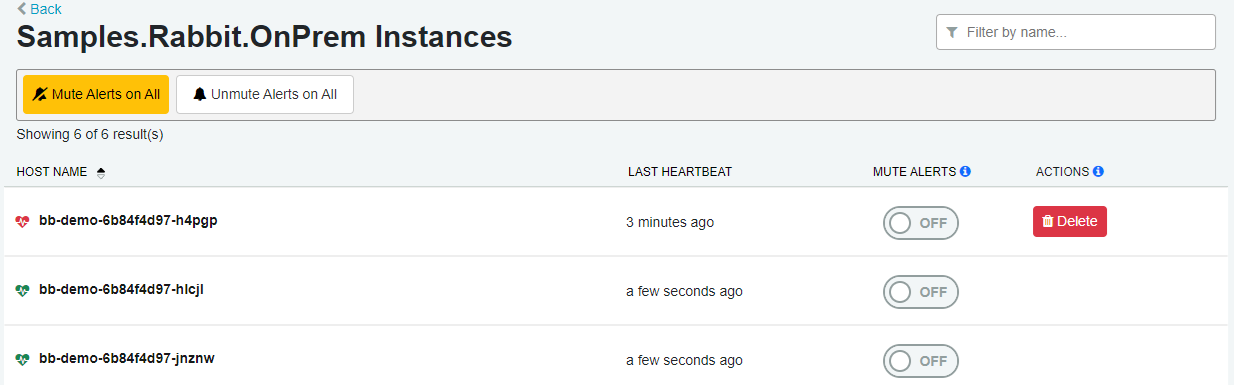 Back
Samples.Rabbit.OnPrem Instances
Filter by name...
Mute Alerts on All
Unmute Alerts on All
Showing 6 of 6 result(s)
HOST NAME LAST HEARTBEAT MUTE ALERTS ACTIONS
bb-demo-6b84f4d97-h4pgp 3 minutes ago OFF Delete
bb-demo-6b84f4d97-hlcjl a few seconds ago OFF
bb-demo-6b84f4d97-jnznw a few seconds ago OFF